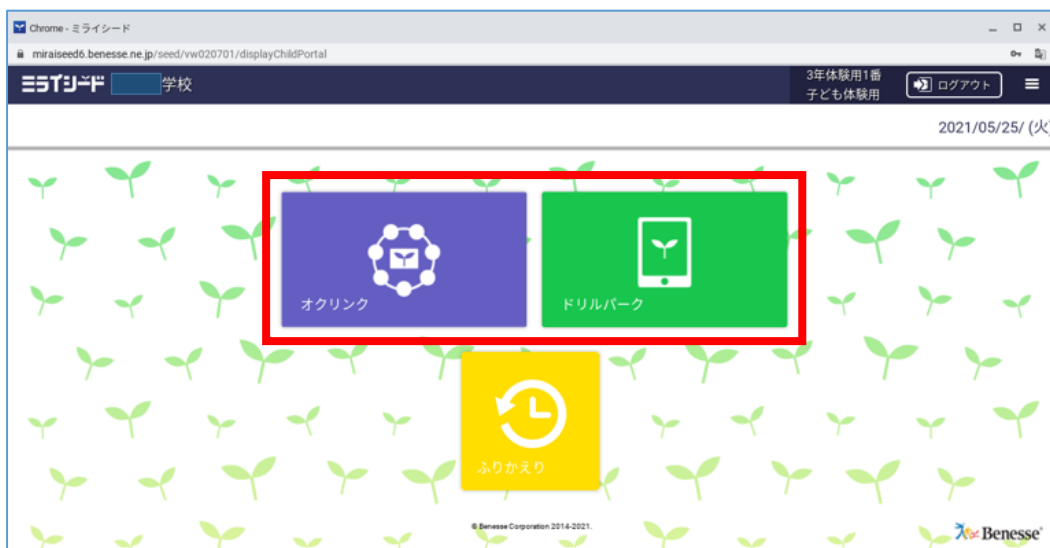 Chrome - ミライシード
miraiseed6.benesse.ne.jp/seed/vw020701/displayChildPortal
ミライシード 学校
3年体験用1番
子ども体験用
ログアウト
2021/05/25/ (火)
オクリンク
ドリルパーク
ふりかえり
© Benesse Corporation 2014-2021.
Benesse®